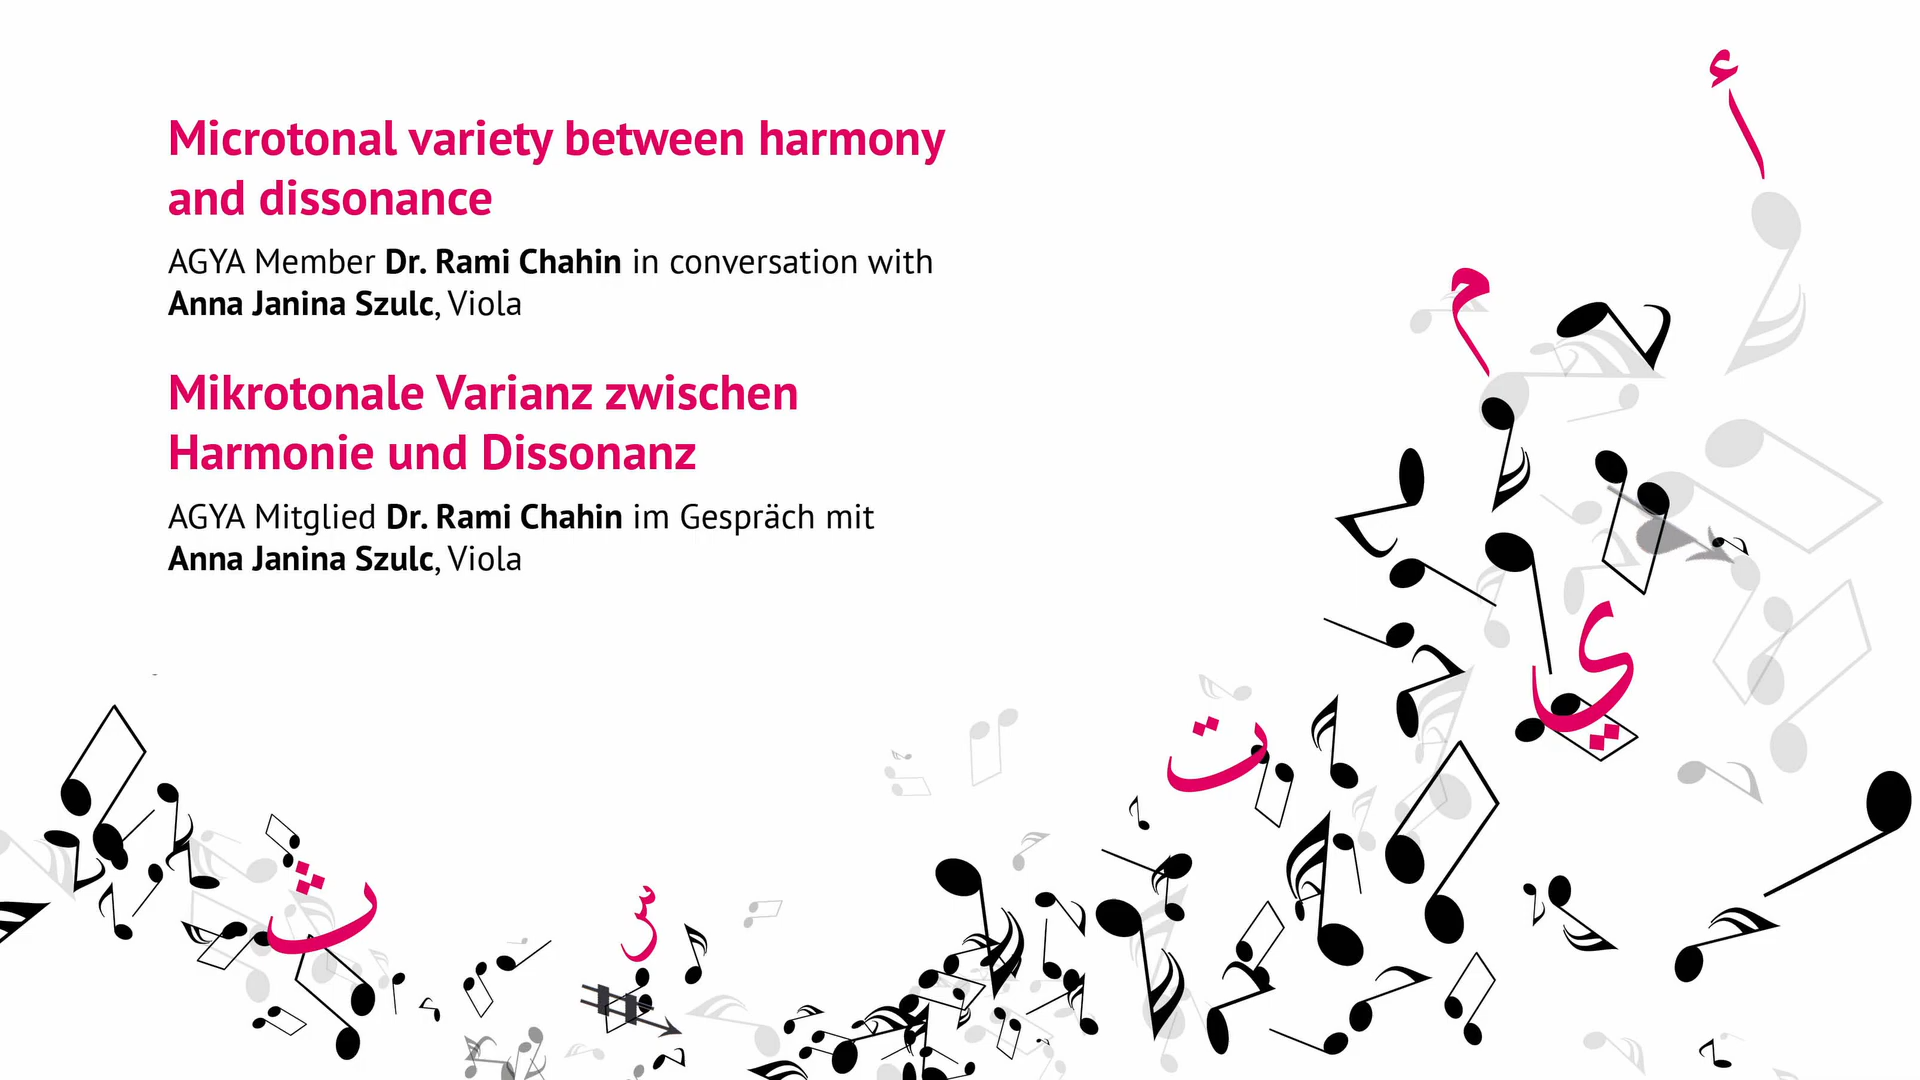 Microtonal variety between harmony
and dissonance
AGYA Member Dr. Rami Chahin in conversation with
Anna Janina Szulc, Viola
Mikrotonale Varianz zwischen
Harmonie und Dissonanz
AGYA Mitglied Dr. Rami Chahin im Gespräch mit
Anna Janina Szulc, Viola
أ
م
ي
ت
ث
س